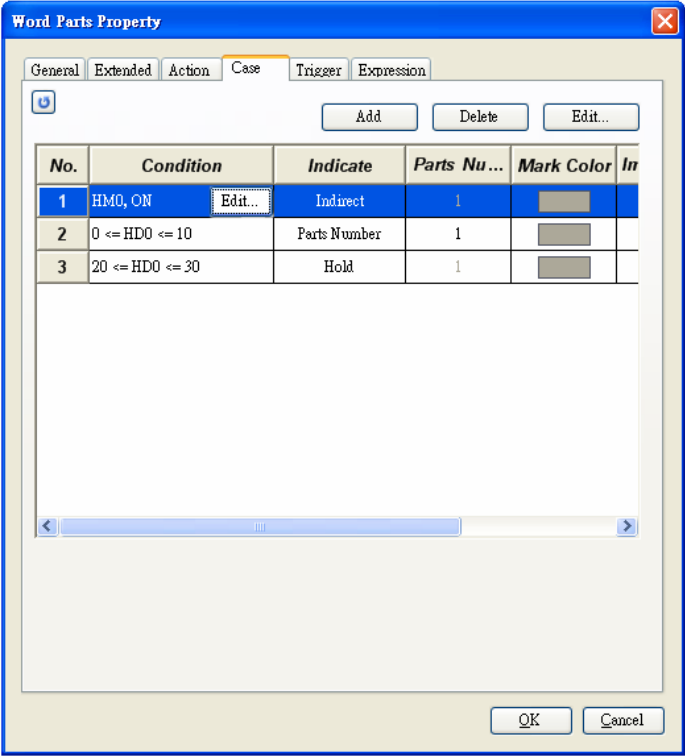 Word Parts Property
General Extended Action Case Trigger Expression
Add Delete Edit...
No. Condition Indicate Parts Nu... Mark Color Im
1 HM0, ON Edit... Indirect 1
2 0 <= HD0 <= 10 Parts Number 1
3 20 <= HD0 <= 30 Hold 1
OK Cancel